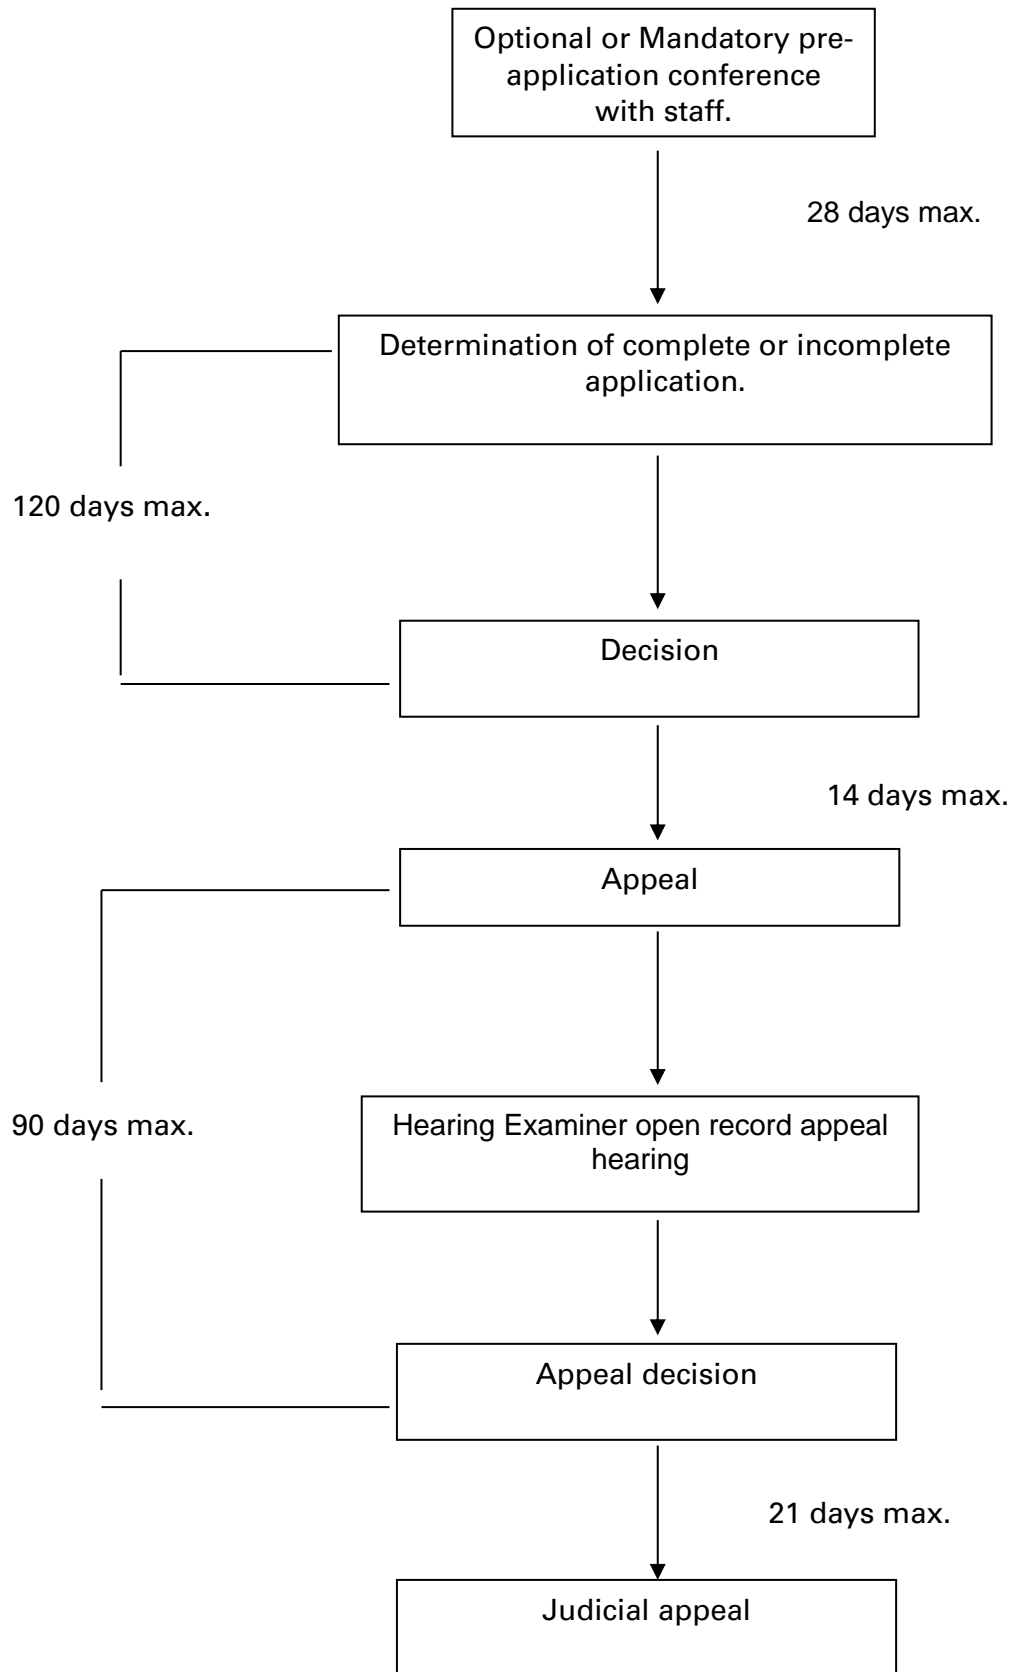 Optional or Mandatory pre-
application conference
with staff.
28 days max.
Determination of complete or incomplete
application.
120 days max.
Decision
14 days max.
Appeal
90 days max.
Hearing Examiner open record appeal
hearing
Appeal decision
21 days max.
Judicial appeal